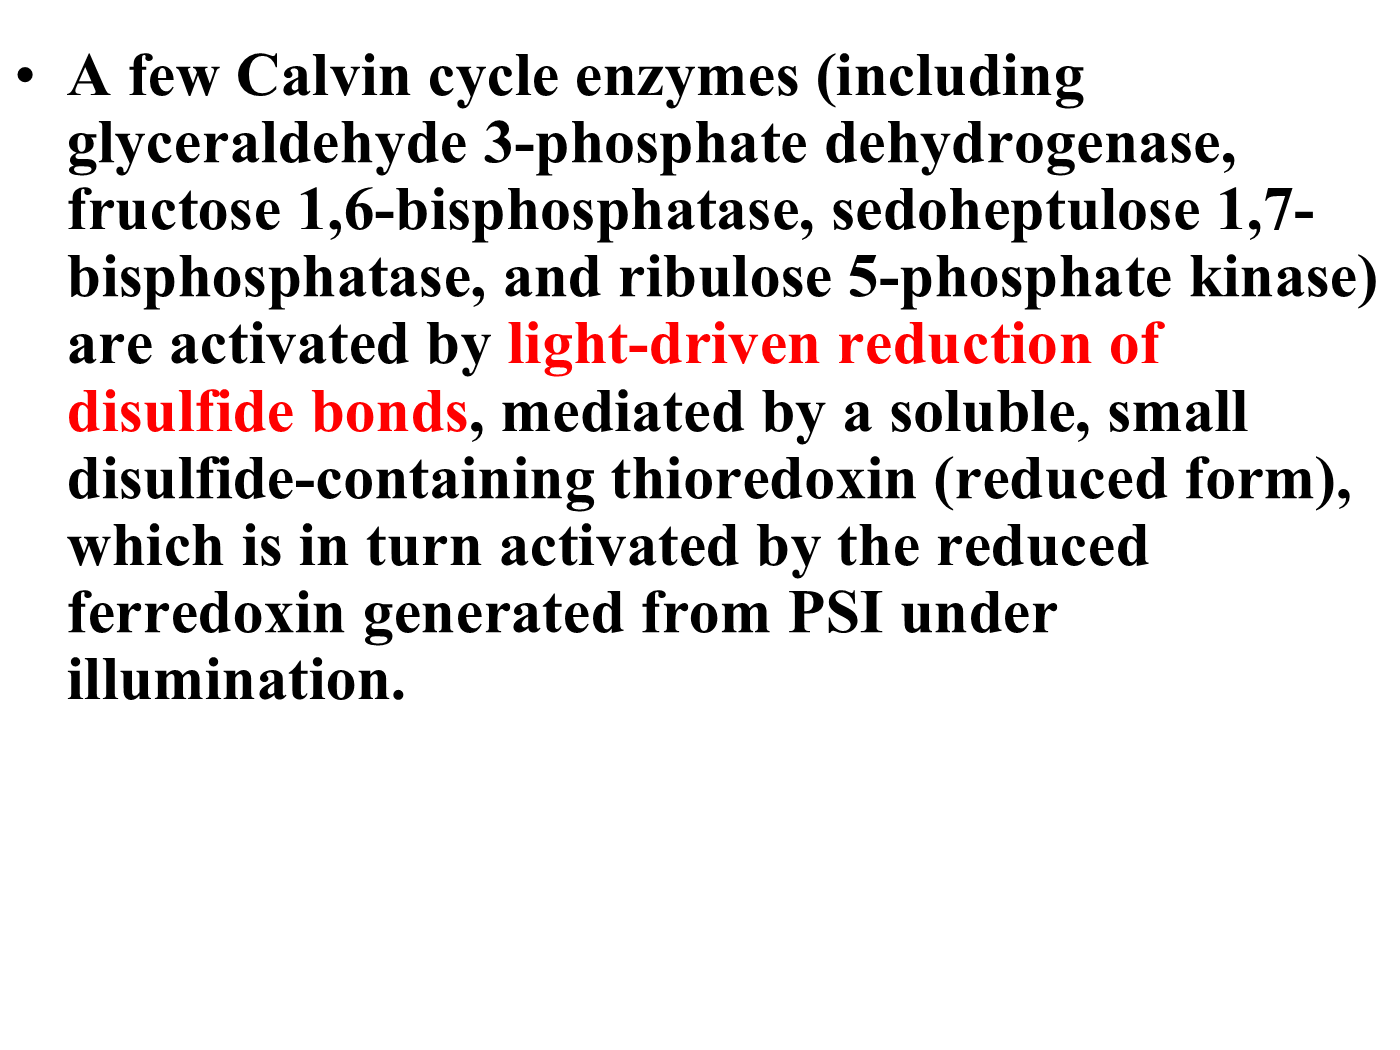 • A few Calvin cycle enzymes (including
glyceraldehyde 3-phosphate dehydrogenase,
fructose 1,6-bisphosphatase, sedoheptulose 1,7-
bisphosphatase, and ribulose 5-phosphate kinase)
are activated by light-driven reduction of
disulfide bonds, mediated by a soluble, small
disulfide-containing thioredoxin (reduced form),
which is in turn activated by the reduced
ferredoxin generated from PSI under
illumination.